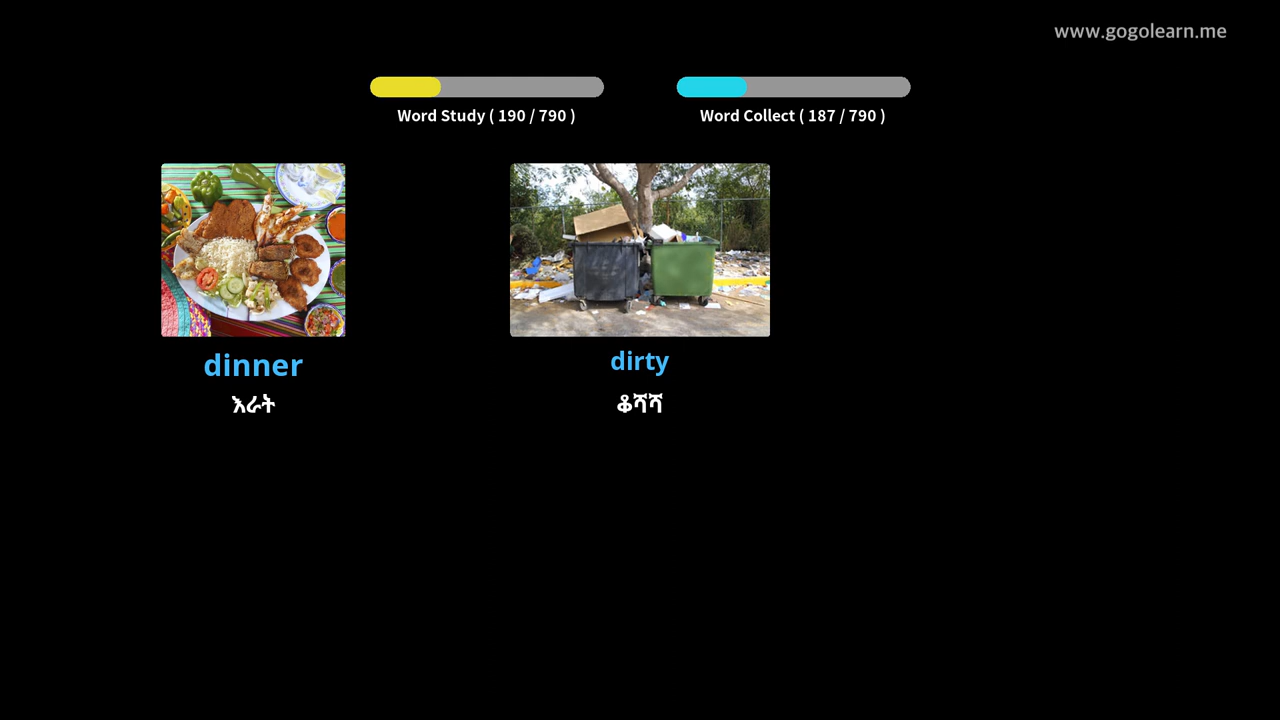 www.gogolearn.me
Word Study ( 190 / 790 )
Word Collect ( 187 / 790 )
dinner
እራት
dirty
ቆሻሻ